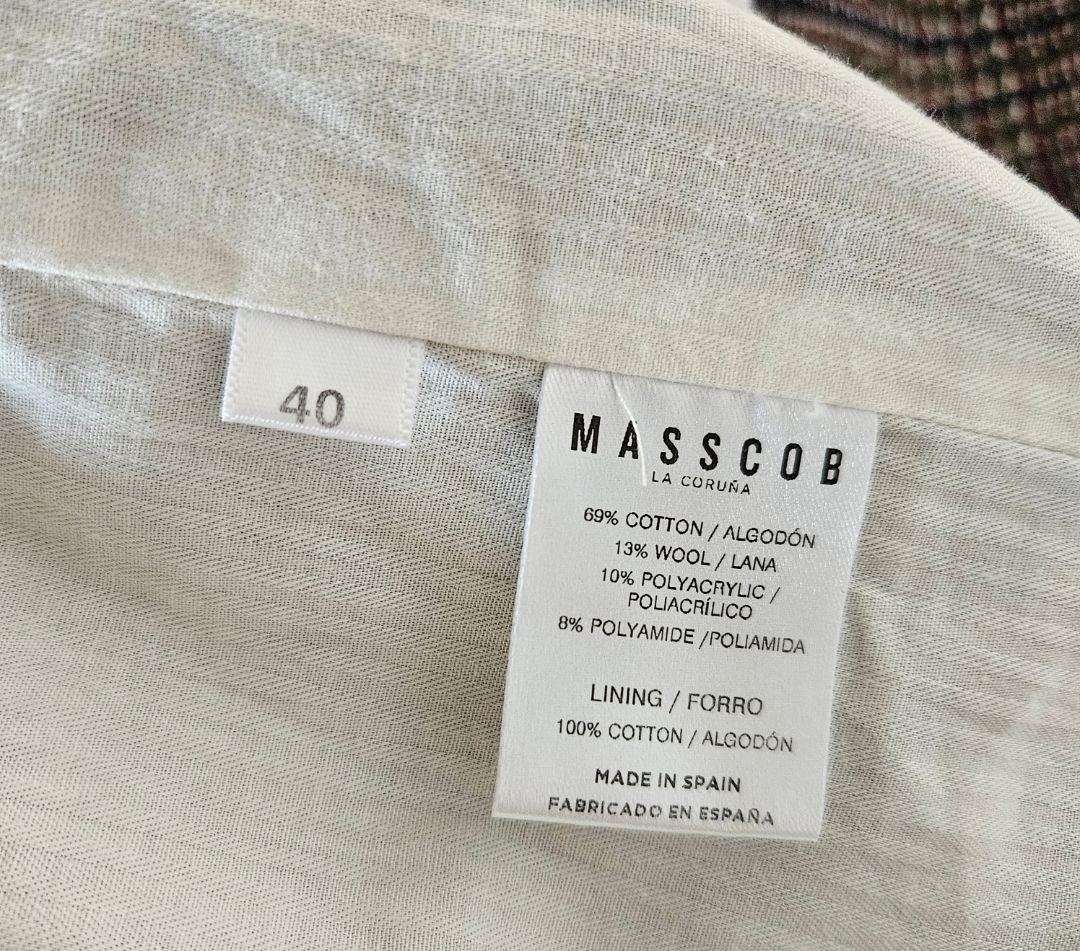 40
MASSCOB
LA CORUÑA
69% COTTON / ALGODÓN
13% WOOL / LANA
10% POLYACRYLIC /
POLIACRÍLICO
8% POLYAMIDE /POLIAMIDA
LINING / FORRO
100% COTTON / ALGODÓN
MADE IN SPAIN
FABRICADO EN ESPAÑA